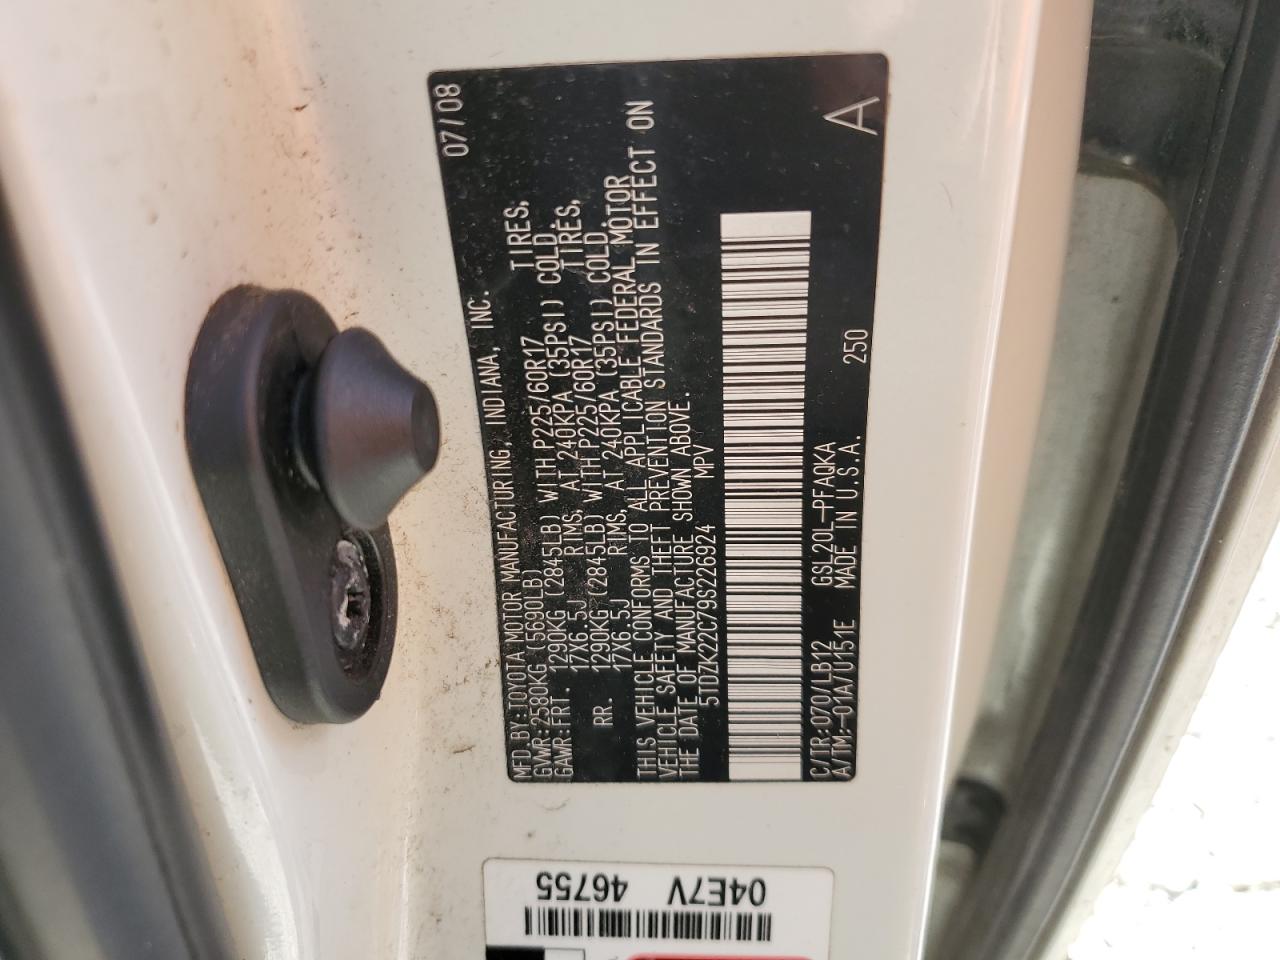 MFD.BY:TOYOTA MOTOR MANUFACTURING, INDIANA, INC. 07/08
GVWR:2580KG (5690LB)
GAWR:FRT. 1290KG (2845LB) WITH P225/60R17 TIRES,
17X6.5J RIMS, AT 240KPA (35PSI) COLD.
RR. 1290KG (2845LB) WITH P225/60R17 TIRES,
17X6.5J RIMS, AT 240KPA (35PSI) COLD.
THIS VEHICLE CONFORMS TO ALL APPLICABLE FEDERAL MOTOR
VEHICLE SAFETY AND THEFT PREVENTION STANDARDS IN EFFECT ON
THE DATE OF MANUFACTURE SHOWN ABOVE.
5TDZK22C79S226924 MPV
A
C/TR:070/LB12 GSL20L-PFAQKA 250
A/TM:-01A/U151E MADE IN U.S.A.
04E7V 46755